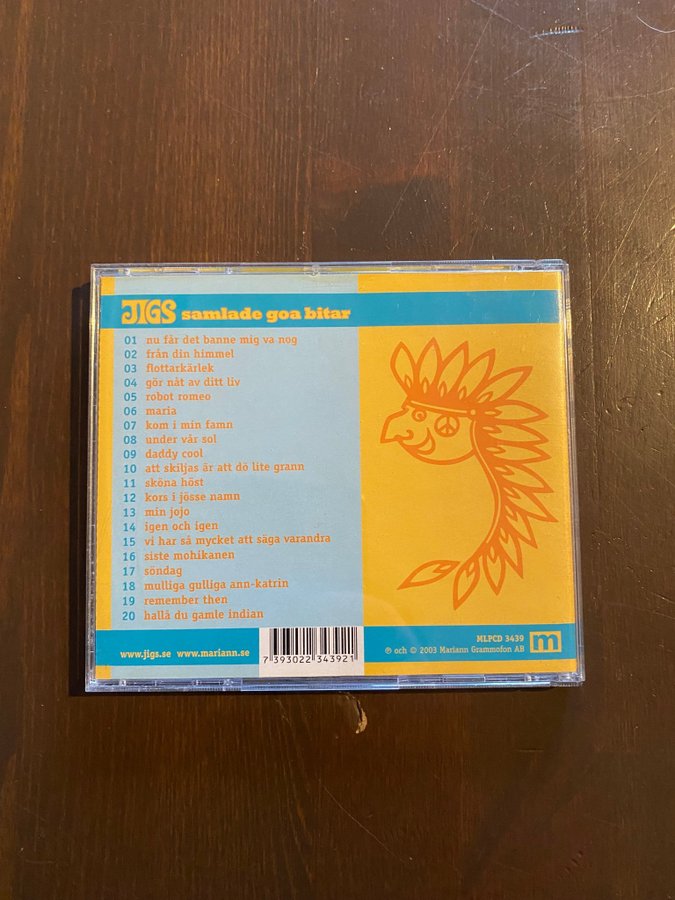 JIGS samlade goa bitar
01 nu får det banne mig va nog
02 från din himmel
03 flottarkärlek
04 gör nåt av ditt liv
05 robot romeo
06 maria
07 kom i min famn
08 under vår sol
09 daddy cool
10 att skiljas är att dö lite grann
11 sköna höst
12 kors i jösse namn
13 min jojo
14 igen och igen
15 vi har så mycket att säga varandra
16 siste mohikanen
17 söndag
18 mulliga gulliga ann-katrin
19 remember then
20 hallå du gamle indian
www.jigs.se www.mariann.se
7 393022 343921
MLPCD 3439
℗ och © 2003 Mariann Grammofon AB
m